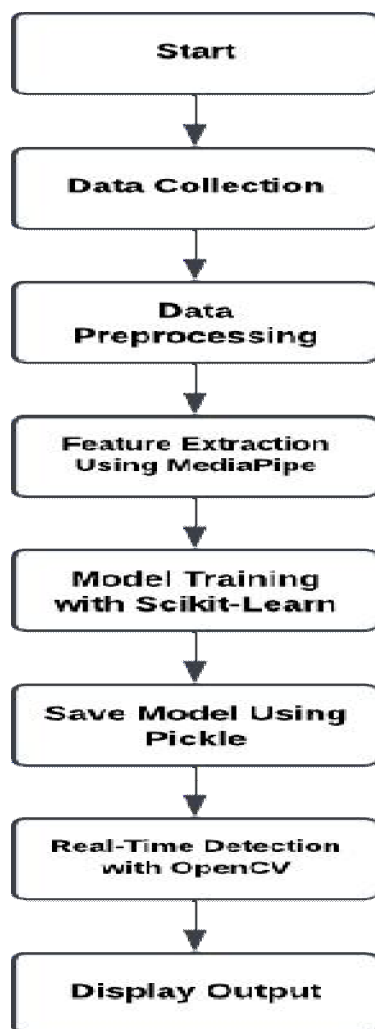 Start
Data Collection
Data
Preprocessing
Feature Extraction
Using MediaPipe
Model Training
with Scikit-Learn
Save Model Using
Pickle
Real-Time Detection
with OpenCV
Display Output